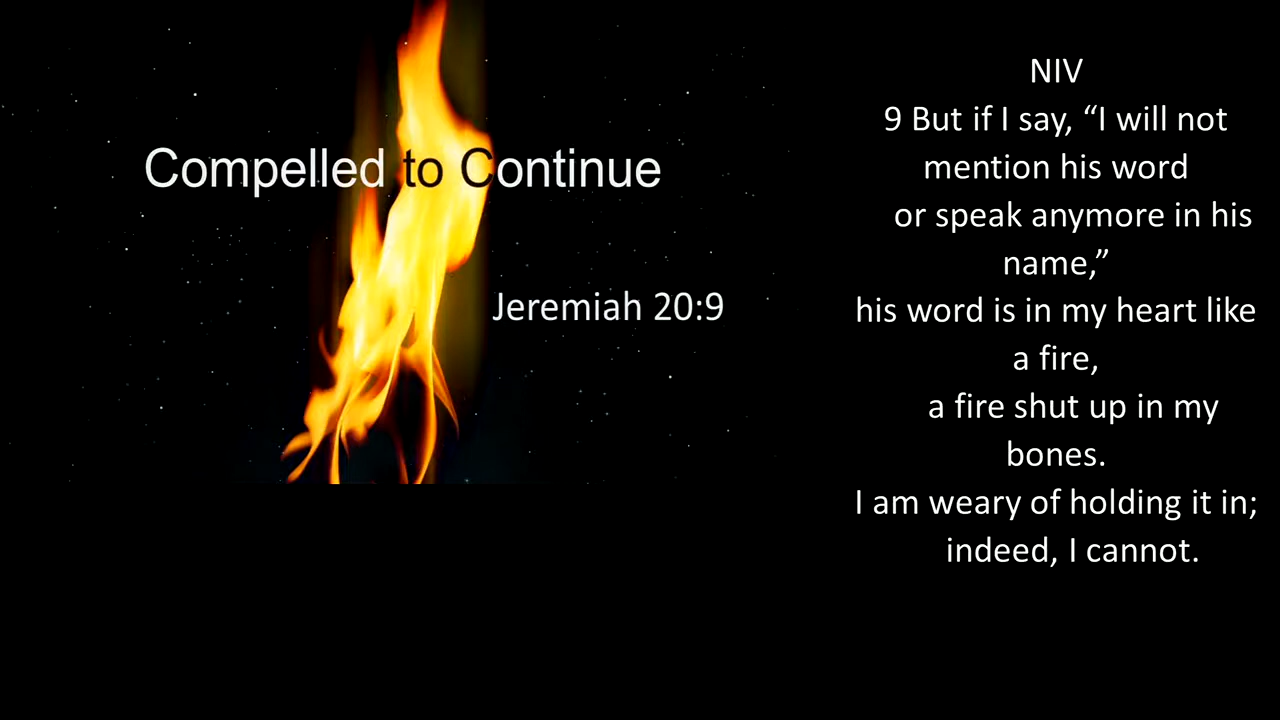 Compelled to Continue
Jeremiah 20:9
NIV
9 But if I say, “I will not
mention his word
or speak anymore in his
name,”
his word is in my heart like
a fire,
a fire shut up in my
bones.
I am weary of holding it in;
indeed, I cannot.